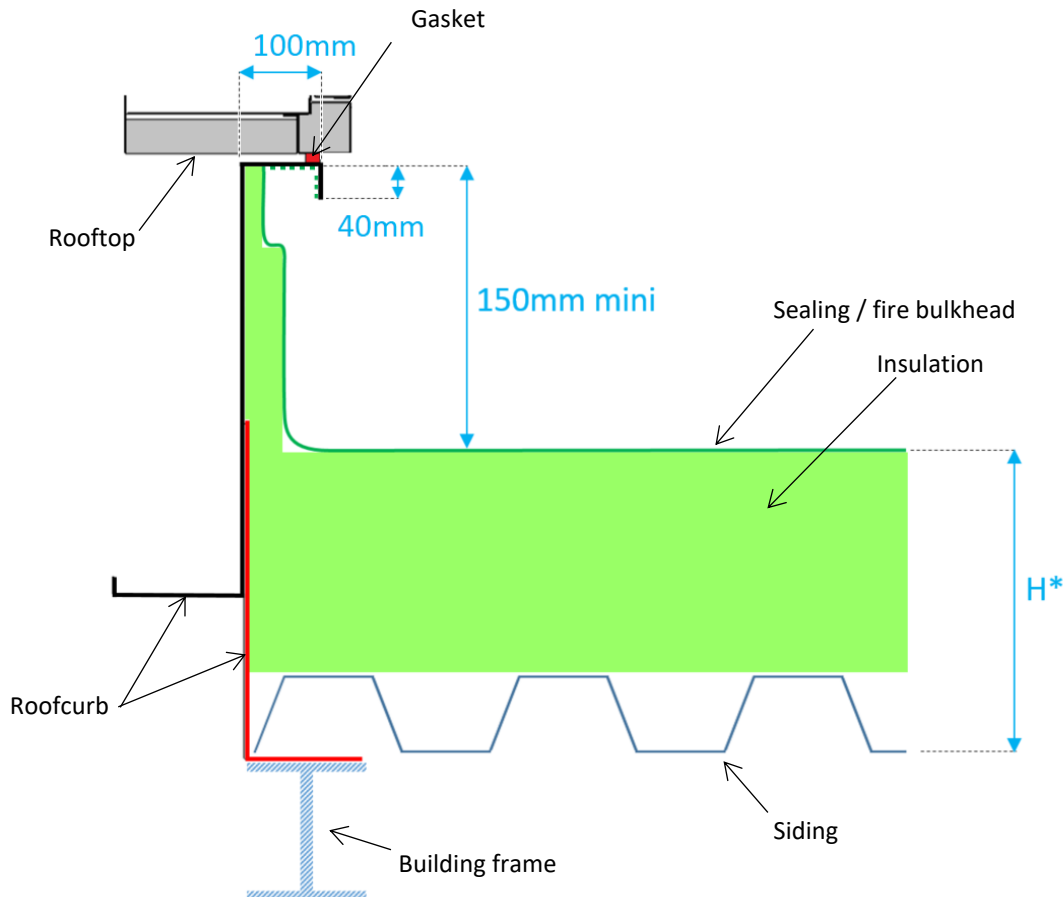 Gasket
100mm
Rooftop
40mm
150mm mini
Sealing / fire bulkhead
Insulation
H*
Roofcurb
Siding
Building frame